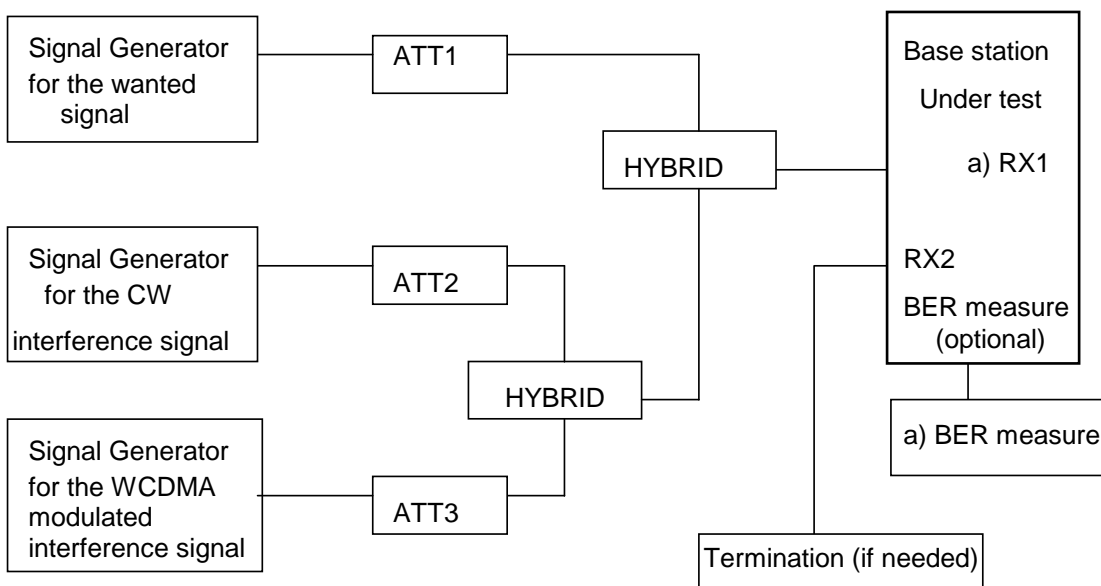 Signal Generator
for the wanted
signal
ATT1
HYBRID
Base station
Under test
a) RX1
RX2
BER measure
(optional)
Signal Generator
for the CW
interference signal
ATT2
HYBRID
a) BER measure
Signal Generator
for the WCDMA
modulated
interference signal
ATT3
Termination (if needed)